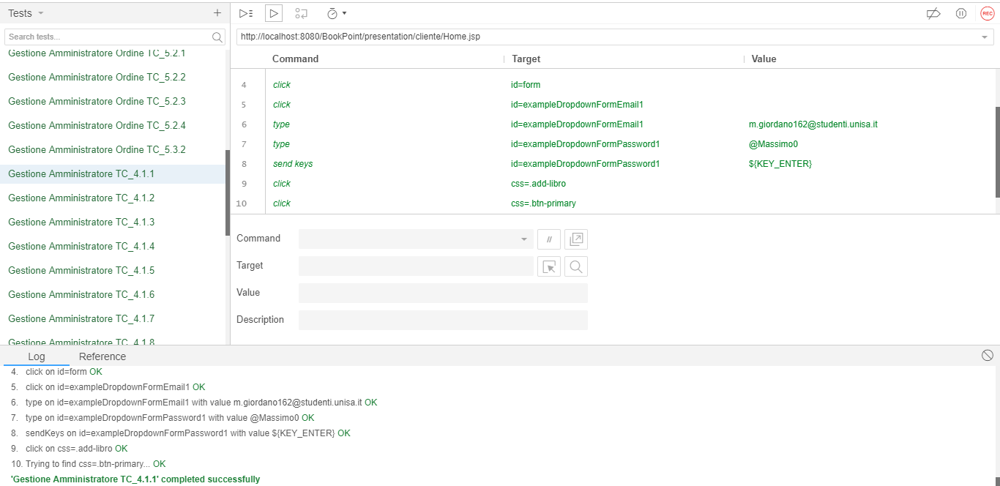 Tests
Search tests...
Gestione Amministratore Ordine TC_5.2.1
Gestione Amministratore Ordine TC_5.2.2
Gestione Amministratore Ordine TC_5.2.3
Gestione Amministratore Ordine TC_5.2.4
Gestione Amministratore Ordine TC_5.3.2
Gestione Amministratore TC_4.1.1
Gestione Amministratore TC_4.1.2
Gestione Amministratore TC_4.1.3
Gestione Amministratore TC_4.1.4
Gestione Amministratore TC_4.1.5
Gestione Amministratore TC_4.1.6
Gestione Amministratore TC_4.1.7
Gestione Amministratore TC_4.1.8
REC
http://localhost:8080/BookPoint/presentation/cliente/Home.jsp
Command Target Value
4 click id=form
5 click id=exampleDropdownFormEmail1
6 type id=exampleDropdownFormEmail1 m.giordano162@studenti.unisa.it
7 type id=exampleDropdownFormPassword1 @Massimo0
8 send keys id=exampleDropdownFormPassword1 ${KEY_ENTER}
9 click css=.add-libro
10 click css=.btn-primary
Command //
Target
Value
Description
Log Reference
4. click on id=form OK
5. click on id=exampleDropdownFormEmail1 OK
6. type on id=exampleDropdownFormEmail1 with value m.giordano162@studenti.unisa.it OK
7. type on id=exampleDropdownFormPassword1 with value @Massimo0 OK
8. sendKeys on id=exampleDropdownFormPassword1 with value ${KEY_ENTER} OK
9. click on css=.add-libro OK
10. Trying to find css=.btn-primary... OK
'Gestione Amministratore TC_4.1.1' completed successfully